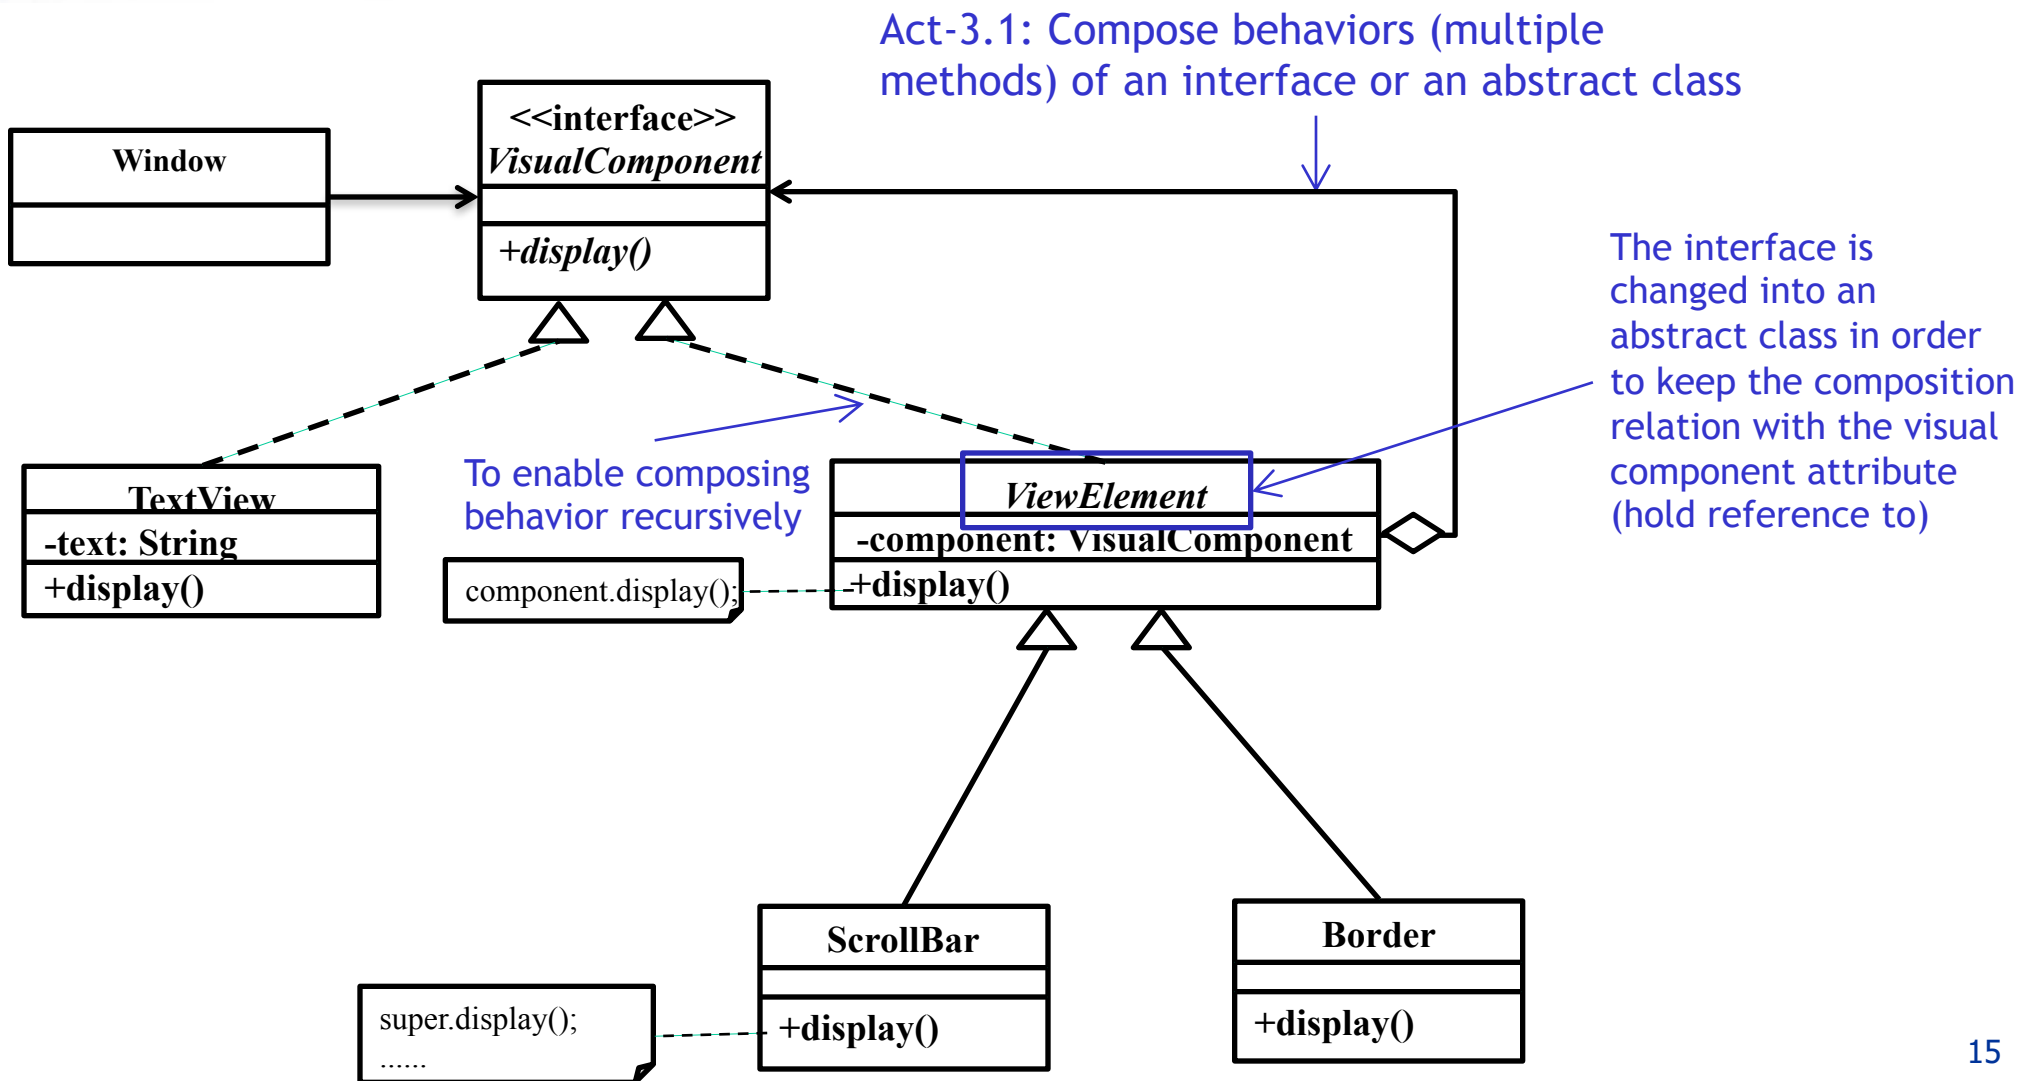 Act-3.1: Compose behaviors (multiple
methods) of an interface or an abstract class
Window
<<interface>>
VisualComponent
+display()
The interface is
changed into an
abstract class in order
to keep the composition
relation with the visual
component attribute
(hold reference to)
TextView
-text: String
+display()
To enable composing
behavior recursively
ViewElement
-component: VisualComponent
+display()
component.display();
ScrollBar
+display()
Border
+display()
super.display();
......
15